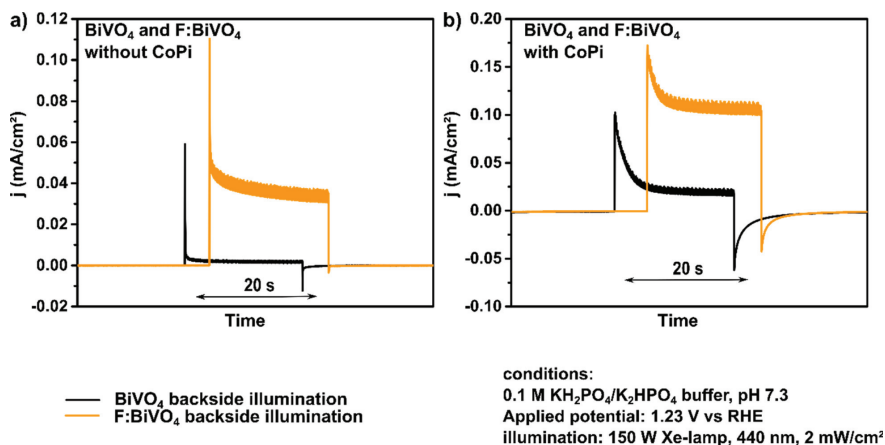 a)
BiVO₄ and F:BiVO₄
without CoPi
0.12
0.10
0.08
0.06
0.04
0.02
0.00
-0.02
j (mA/cm²)
20 s
Time
b)
BiVO₄ and F:BiVO₄
with CoPi
0.20
0.15
0.10
0.05
0.00
-0.05
-0.10
j (mA/cm²)
20 s
Time
BiVO₄ backside illumination
F:BiVO₄ backside illumination
conditions:
0.1 M KH₂PO₄/K₂HPO₄ buffer, pH 7.3
Applied potential: 1.23 V vs RHE
illumination: 150 W Xe-lamp, 440 nm, 2 mW/cm²